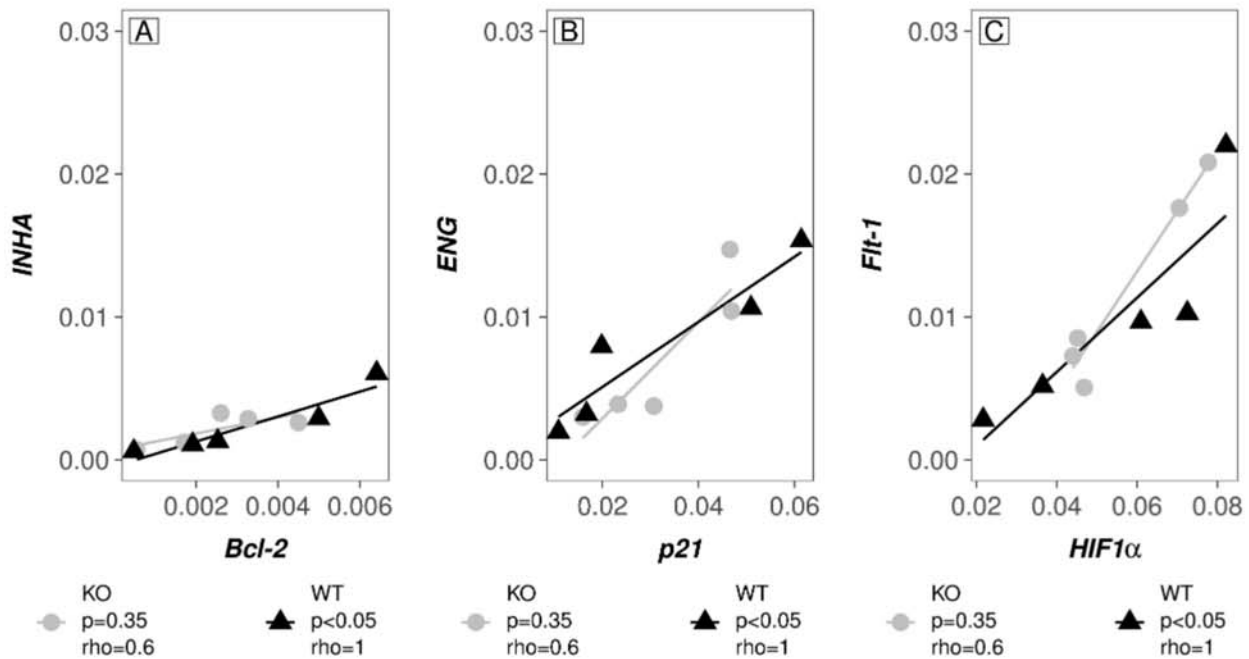 A
0.03
0.02
0.01
0.00
INHA
0.002
0.004
0.006
Bcl-2
KO
p=0.35
rho=0.6
WT
p<0.05
rho=1
B
0.03
0.02
0.01
0.00
ENG
0.02
0.04
0.06
p21
KO
p=0.35
rho=0.6
WT
p<0.05
rho=1
C
0.03
0.02
0.01
0.00
Flt-1
0.02
0.04
0.06
0.08
HIF1α
KO
p=0.35
rho=0.6
WT
p<0.05
rho=1